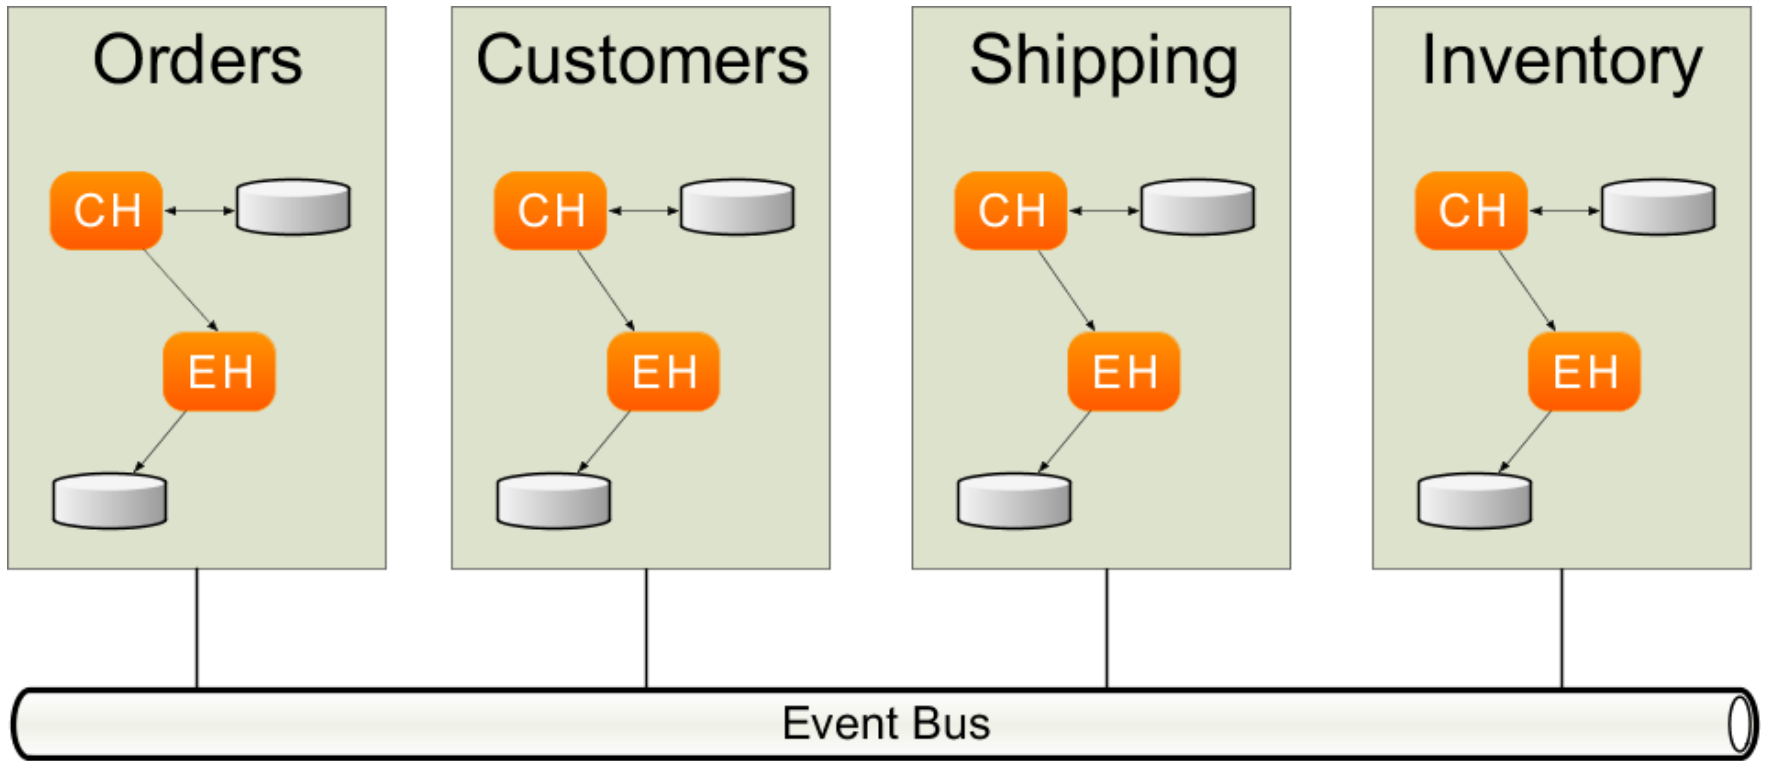 Orders
Customers
Shipping
Inventory
CH
CH
CH
CH
EH
EH
EH
EH
Event Bus